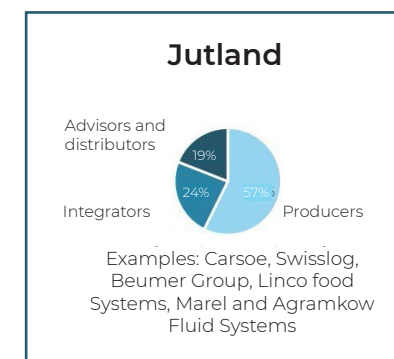 Jutland
Advisors and
distributors
19%
24%
57%
Integrators
Producers
Examples: Carsoe, Swisslog,
Beumer Group, Linco food
Systems, Marel and Agramkow
Fluid Systems